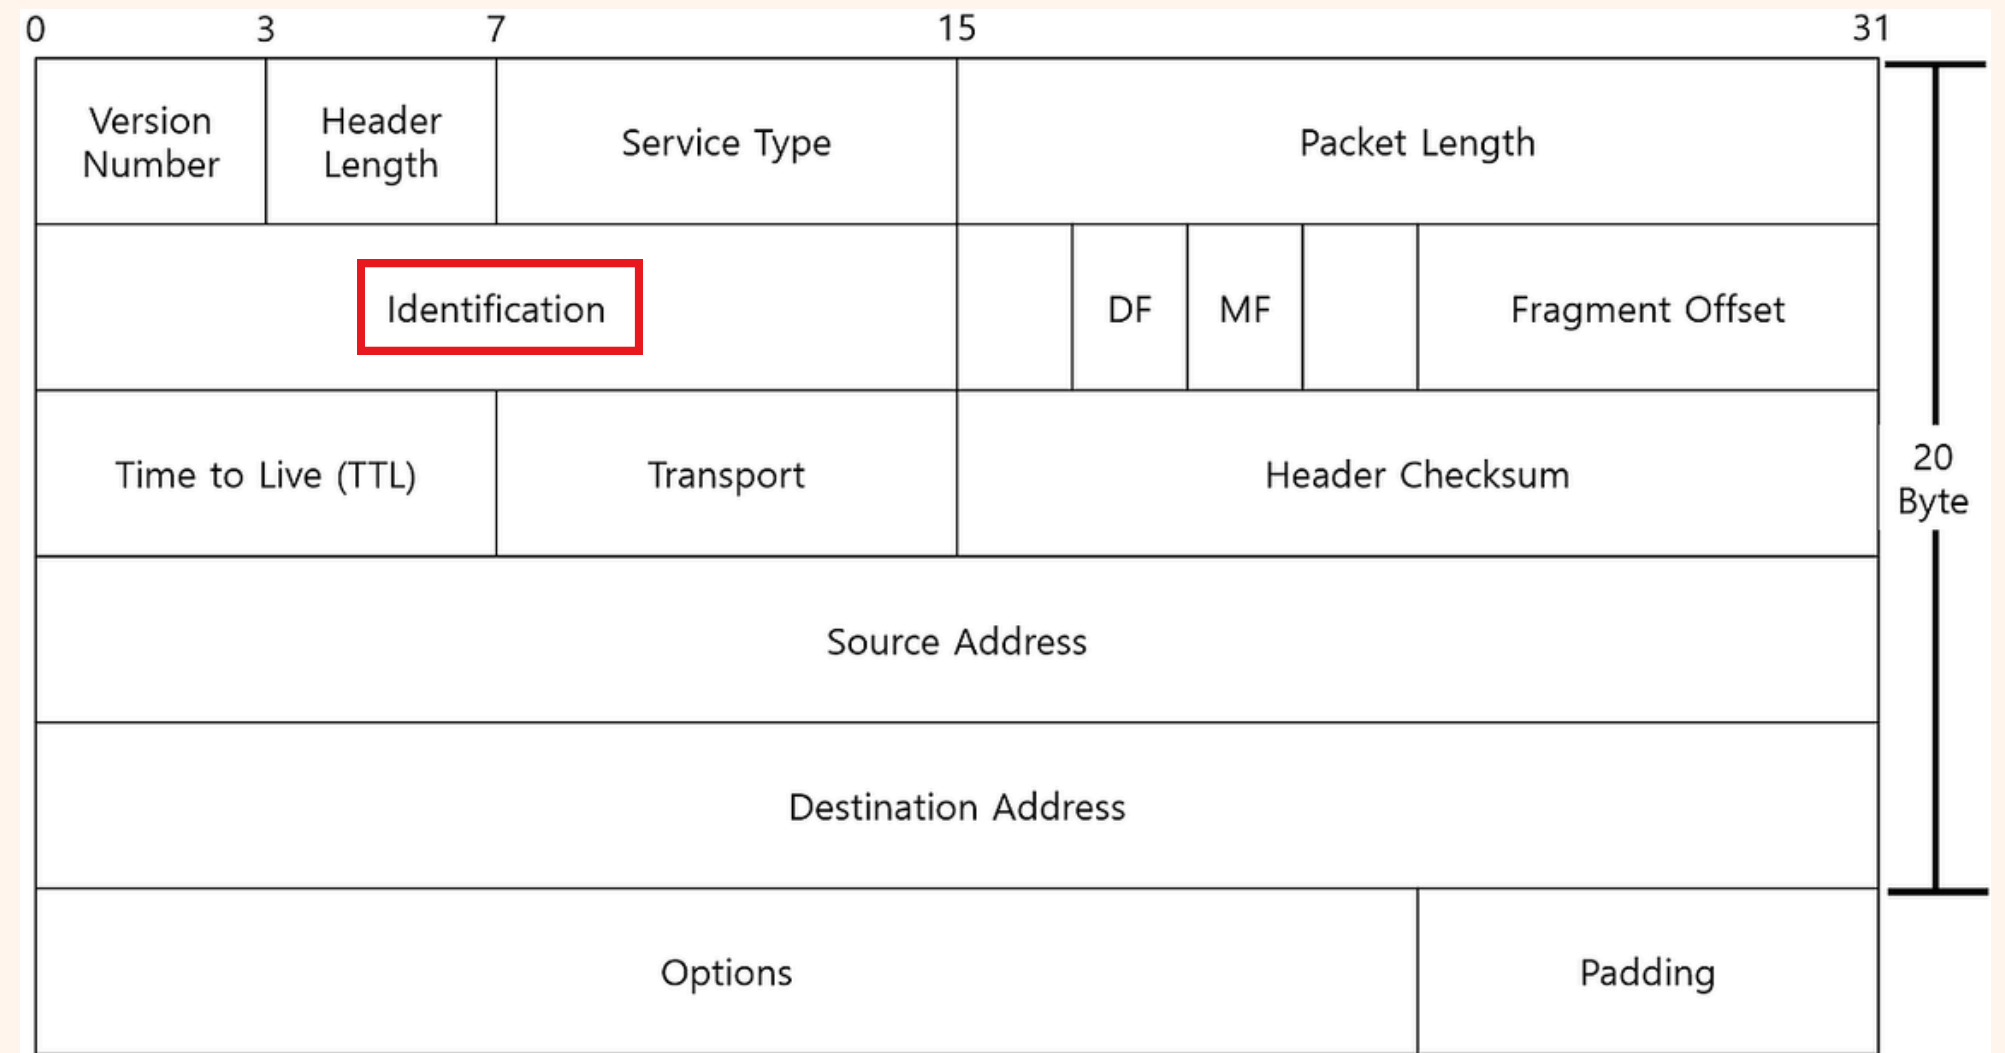 0 3 7 15 31
Version
Number
Header
Length
Service Type
Packet Length
Identification
DF
MF
Fragment Offset
Time to Live (TTL)
Transport
Header Checksum
20
Byte
Source Address
Destination Address
Options
Padding